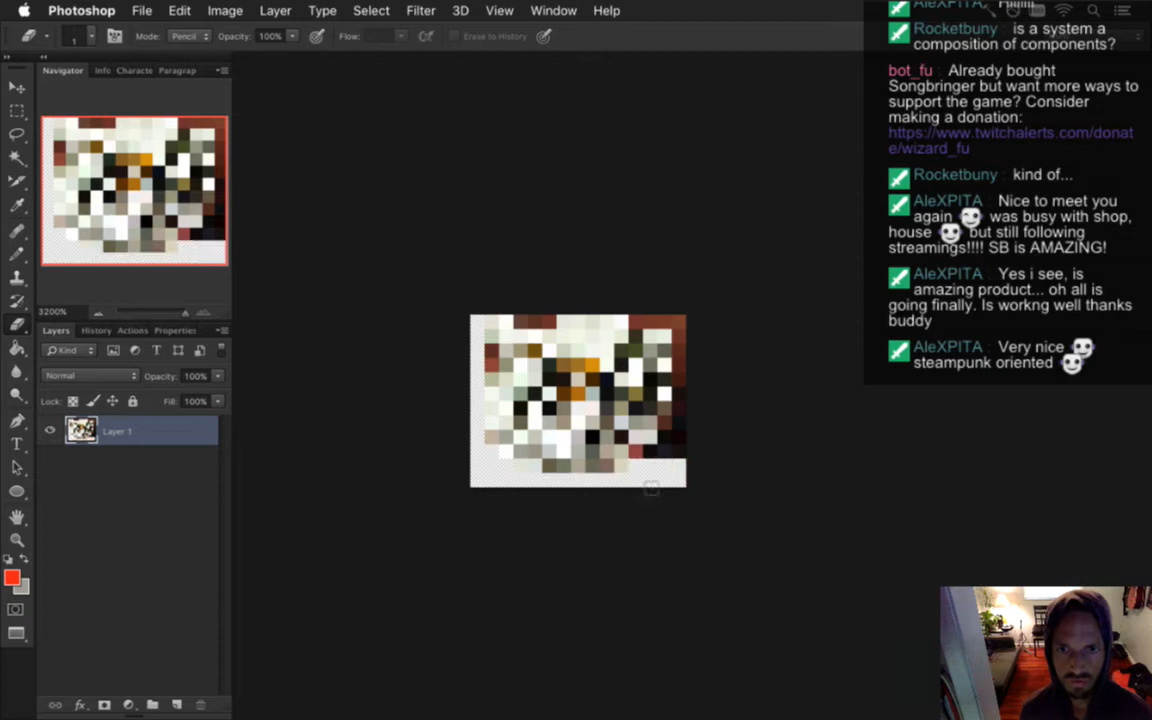 Photoshop File Edit Image Layer Type Select Filter 3D View Window Help
1 Mode: Pencil Opacity: 100% Flow: Erase to History
Navigator Info Characte Paragrap
3200%
Layers History Actions Properties
Kind
Normal Opacity: 100%
Lock: Fill: 100%
Layer 1
fx
AleXPITA
Rocketbuny : is a system a
composition of components?
bot_fu : Already bought
Songbringer but want more ways to
support the game? Consider
making a donation:
https://www.twitchalerts.com/donat
e/wizard_fu
Rocketbuny : kind of...
AleXPITA : Nice to meet you
again was busy with shop,
house but still following
streamings!!!! SB is AMAZING!
AleXPITA : Yes i see, is
amazing product... oh all is
going finally. Is workng well thanks
buddy
AleXPITA : Very nice
steampunk oriented